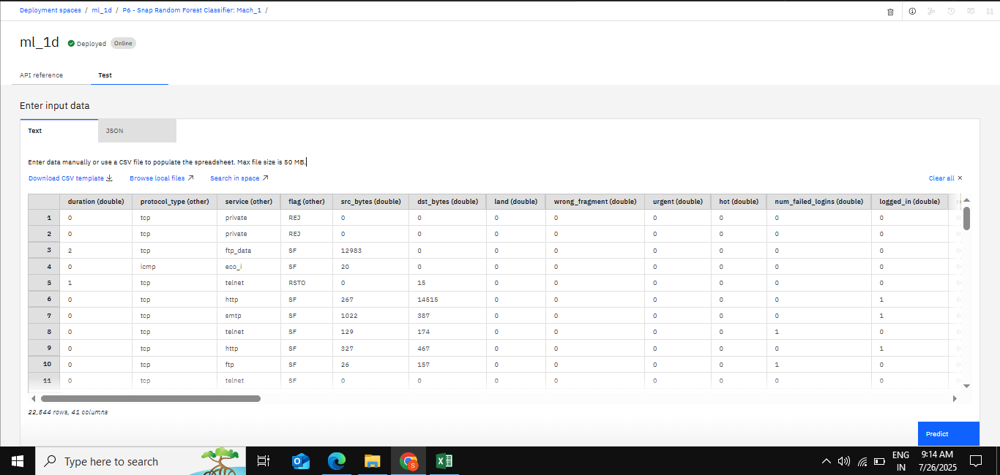 Deployment spaces / ml_1d / P6 - Snap Random Forest Classifier: Mach_1 /
ml_1d Deployed Online
API reference Test
Enter input data
Text JSON
Enter data manually or use a CSV file to populate the spreadsheet. Max file size is 50 MB.
Download CSV template Browse local files Search in space Clear all
duration (double) protocol_type (other) service (other) flag (other) src_bytes (double) dst_bytes (double) land (double) wrong_fragment (double) urgent (double) hot (double) num_failed_logins (double) logged_in (double)
1 0 tcp private REJ 0 0 0 0 0 0 0 0
2 0 tcp private REJ 0 0 0 0 0 0 0 0
3 2 tcp ftp_data SF 12983 0 0 0 0 0 0 0
4 0 icmp eco_i SF 20 0 0 0 0 0 0 0
5 1 tcp telnet RSTO 0 15 0 0 0 0 0 0
6 0 tcp http SF 267 14515 0 0 0 0 0 1
7 0 tcp smtp SF 1022 387 0 0 0 0 0 1
8 0 tcp telnet SF 129 174 0 0 0 0 1 0
9 0 tcp http SF 327 467 0 0 0 0 0 1
10 0 tcp ftp SF 26 157 0 0 0 0 1 0
11 0 tcp telnet SF 0 0 0 0 0 0 0 0
22,544 rows, 41 columns
Predict
Type here to search
ENG
IN
9:14 AM
7/26/2025